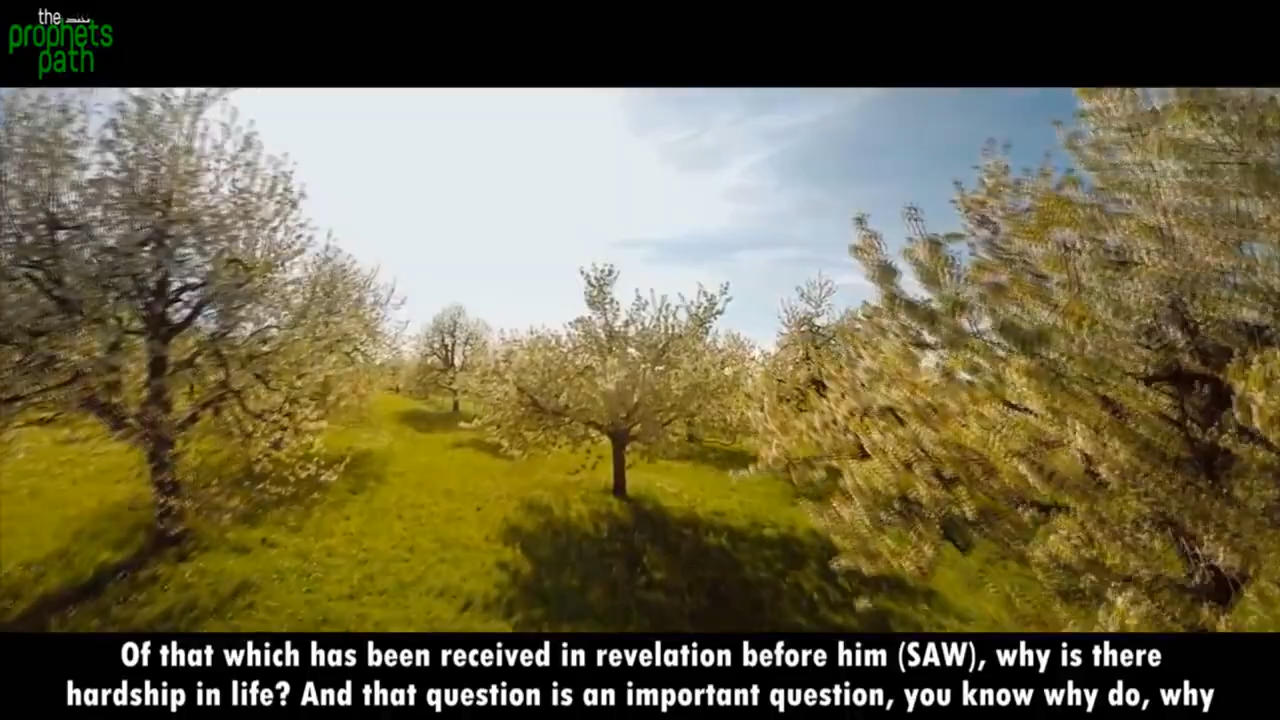 the
prophets
path
Of that which has been received in revelation before him (SAW), why is there
hardship in life? And that question is an important question, you know why do, why